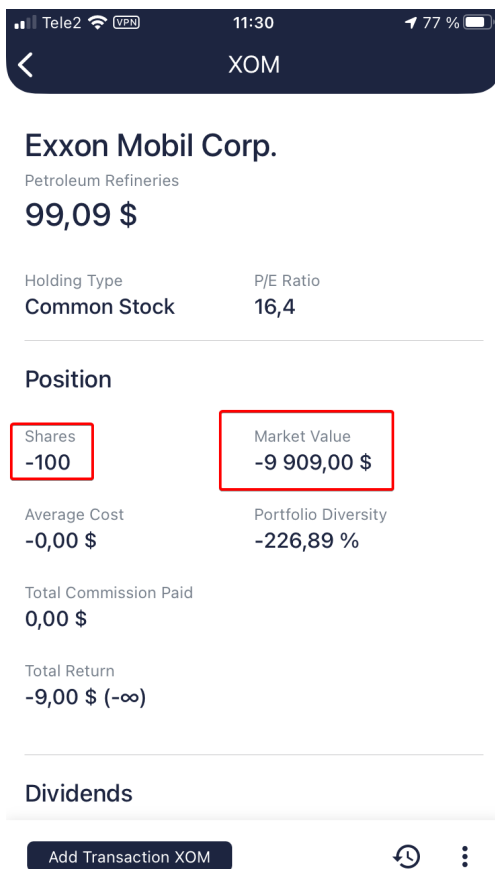 Tele2 VPN 11:30 77 %
XOM
Exxon Mobil Corp.
Petroleum Refineries
99,09 $
Holding Type P/E Ratio
Common Stock 16,4
Position
Shares Market Value
-100 -9 909,00 $
Average Cost Portfolio Diversity
-0,00 $ -226,89 %
Total Commission Paid
0,00 $
Total Return
-9,00 $ (-∞)
Dividends
Add Transaction XOM